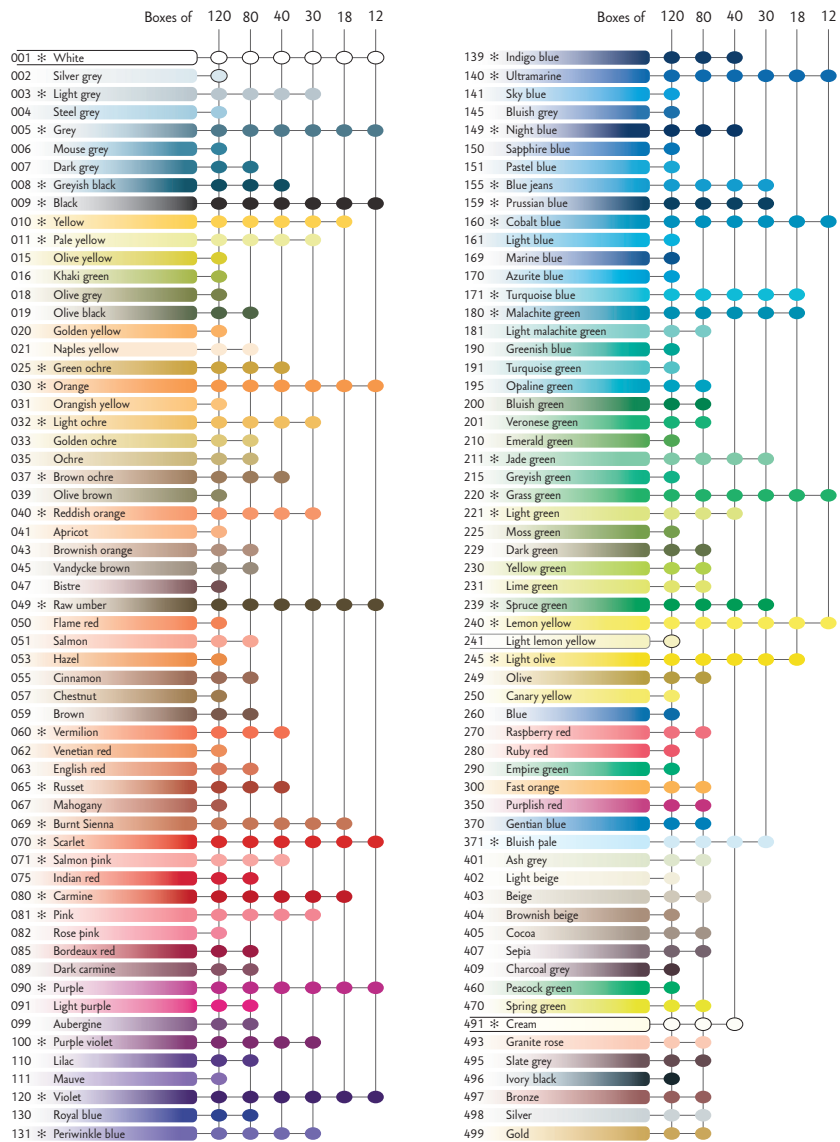 Boxes of 120 80 40 30 18 12
001 * White
002 Silver grey
003 * Light grey
004 Steel grey
005 * Grey
006 Mouse grey
007 Dark grey
008 * Greyish black
009 * Black
010 * Yellow
011 * Pale yellow
015 Olive yellow
016 Khaki green
018 Olive grey
019 Olive black
020 Golden yellow
021 Naples yellow
025 * Green ochre
030 * Orange
031 Orangish yellow
032 * Light ochre
033 Golden ochre
035 Ochre
037 * Brown ochre
039 Olive brown
040 * Reddish orange
041 Apricot
043 Brownish orange
045 Vandycke brown
047 Bistre
049 * Raw umber
050 Flame red
051 Salmon
053 Hazel
055 Cinnamon
057 Chestnut
059 Brown
060 * Vermilion
062 Venetian red
063 English red
065 * Russet
067 Mahogany
069 * Burnt Sienna
070 * Scarlet
071 * Salmon pink
075 Indian red
080 * Carmine
081 * Pink
082 Rose pink
085 Bordeaux red
089 Dark carmine
090 * Purple
091 Light purple
099 Aubergine
100 * Purple violet
110 Lilac
111 Mauve
120 * Violet
130 Royal blue
131 * Periwinkle blue
Boxes of 120 80 40 30 18 12
139 * Indigo blue
140 * Ultramarine
141 Sky blue
145 Bluish grey
149 * Night blue
150 Sapphire blue
151 Pastel blue
155 * Blue jeans
159 * Prussian blue
160 * Cobalt blue
161 Light blue
169 Marine blue
170 Azurite blue
171 * Turquoise blue
180 * Malachite green
181 Light malachite green
190 Greenish blue
191 Turquoise green
195 Opaline green
200 Bluish green
201 Veronese green
210 Emerald green
211 * Jade green
215 Greyish green
220 * Grass green
221 * Light green
225 Moss green
229 Dark green
230 Yellow green
231 Lime green
239 * Spruce green
240 * Lemon yellow
241 Light lemon yellow
245 * Light olive
249 Olive
250 Canary yellow
260 Blue
270 Raspberry red
280 Ruby red
290 Empire green
300 Fast orange
350 Purplish red
370 Gentian blue
371 * Bluish pale
401 Ash grey
402 Light beige
403 Beige
404 Brownish beige
405 Cocoa
407 Sepia
409 Charcoal grey
460 Peacock green
470 Spring green
491 * Cream
493 Granite rose
495 Slate grey
496 Ivory black
497 Bronze
498 Silver
499 Gold